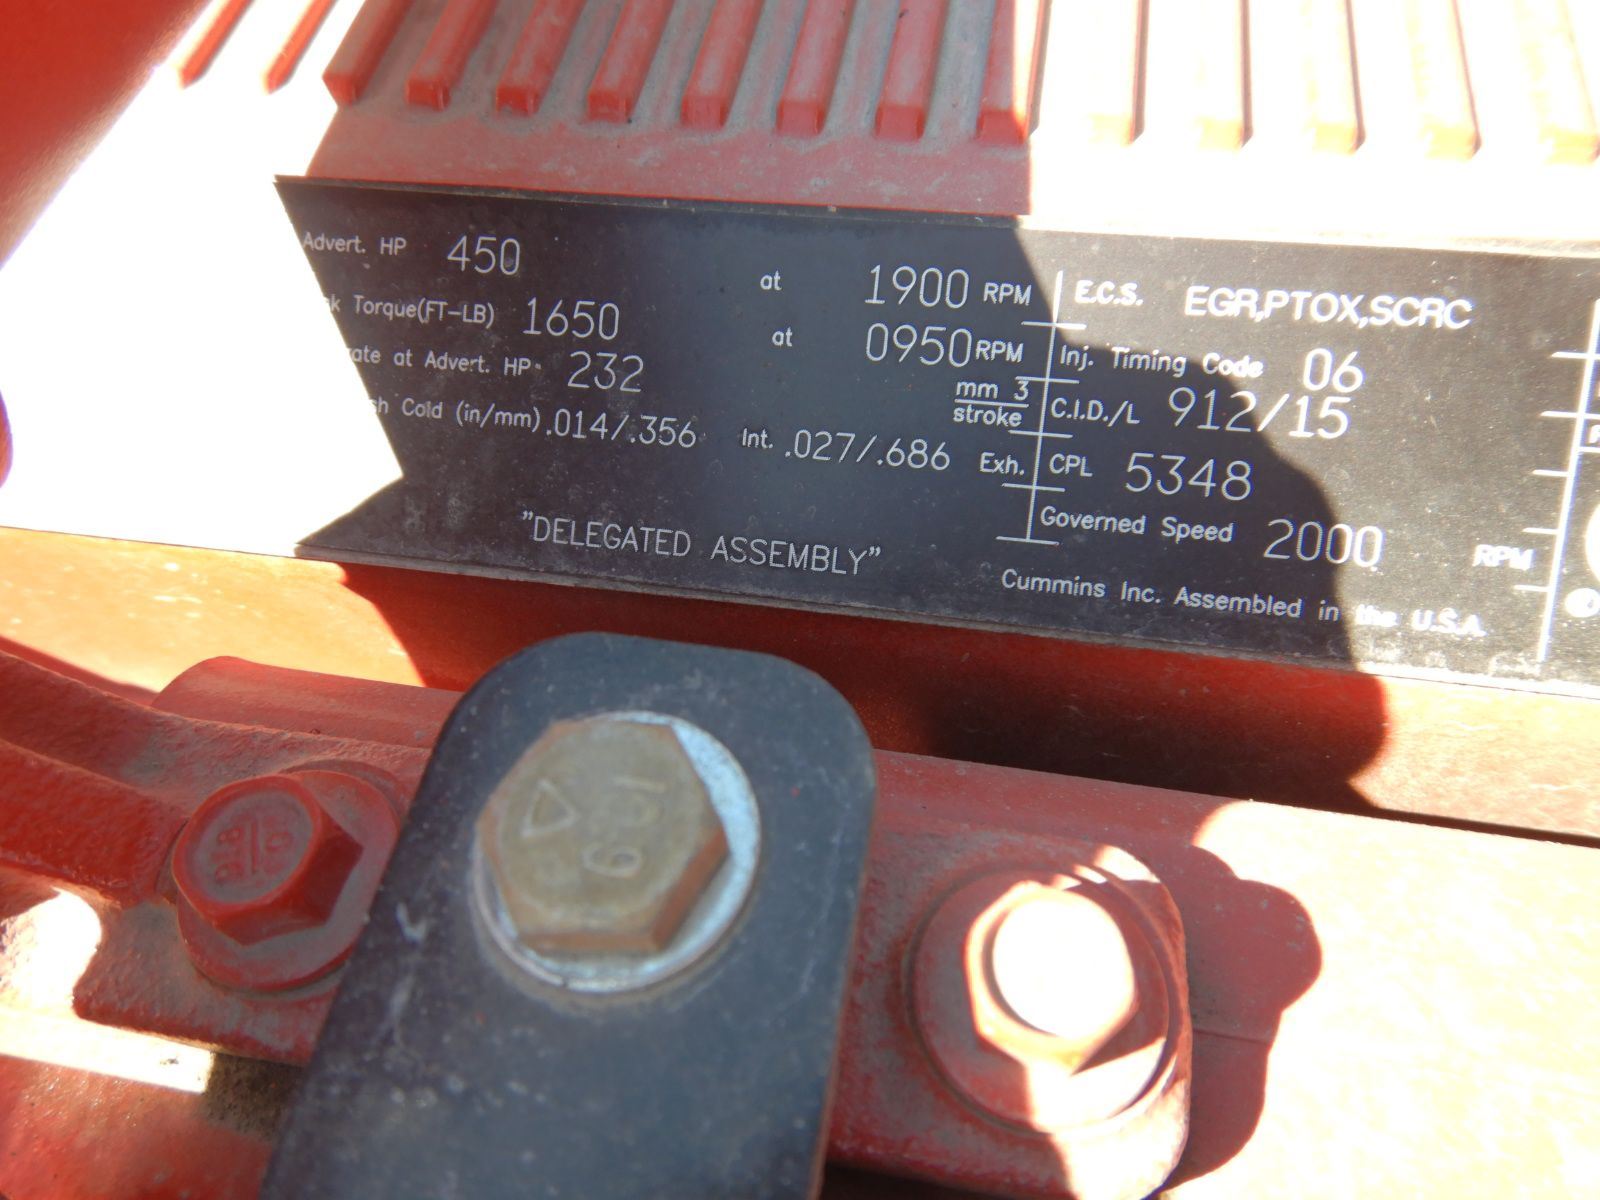 Advert. HP 450 at 1900 RPM
Torque(FT-LB) 1650 at 0950 RPM
at Advert. HP 232 mm 3 stroke
Cold (in/mm) .014/.356 Int. .027/.686 Exh.
"DELEGATED ASSEMBLY"
E.C.S. EGR,PTOX,SCRC
Inj. Timing Code 06
C.I.D./L 912/15
CPL 5348
Governed Speed 2000 RPM
Cummins Inc. Assembled in the U.S.A.